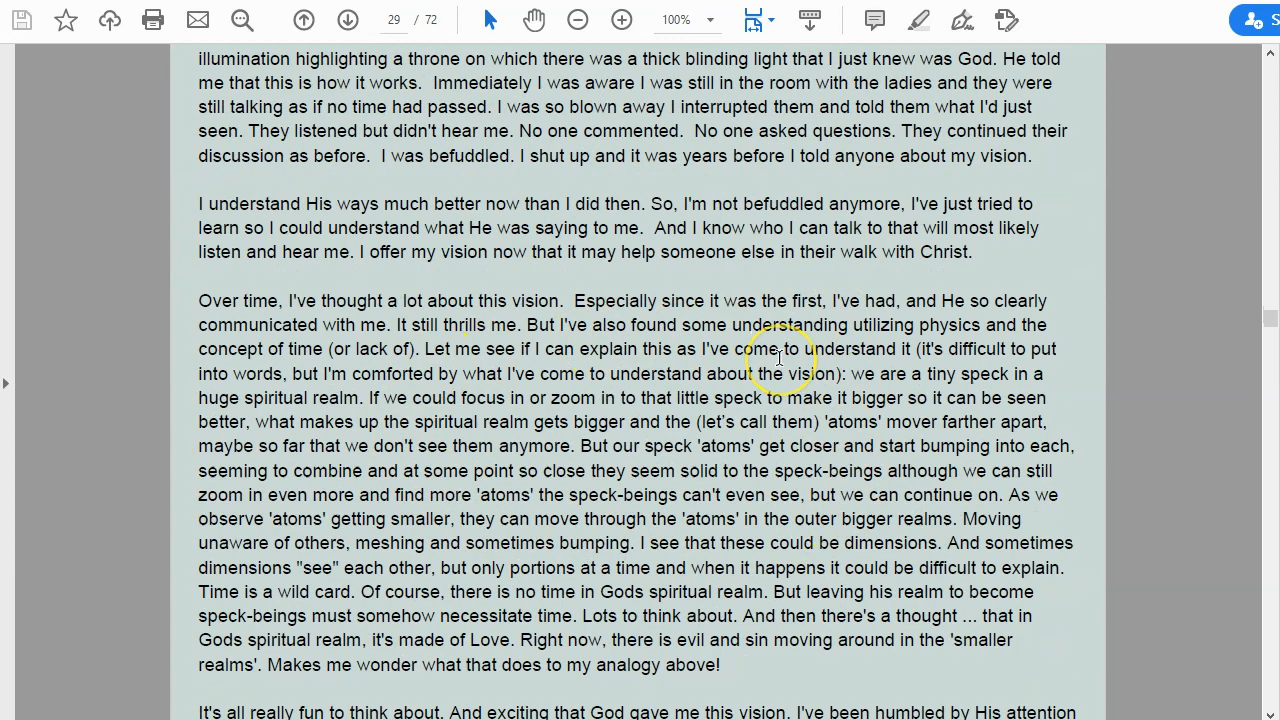 29 / 72
100%
S
illumination highlighting a throne on which there was a thick blinding light that I just knew was God. He told
me that this is how it works.  Immediately I was aware I was still in the room with the ladies and they were
still talking as if no time had passed. I was so blown away I interrupted them and told them what I'd just
seen. They listened but didn't hear me. No one commented.  No one asked questions. They continued their
discussion as before.  I was befuddled. I shut up and it was years before I told anyone about my vision.
I understand His ways much better now than I did then. So, I'm not befuddled anymore, I've just tried to
learn so I could understand what He was saying to me.  And I know who I can talk to that will most likely
listen and hear me. I offer my vision now that it may help someone else in their walk with Christ.
Over time, I've thought a lot about this vision.  Especially since it was the first, I've had, and He so clearly
communicated with me. It still thrills me. But I've also found some understanding utilizing physics and the
concept of time (or lack of). Let me see if I can explain this as I've come to understand it (it's difficult to put
into words, but I'm comforted by what I've come to understand about the vision): we are a tiny speck in a
huge spiritual realm. If we could focus in or zoom in to that little speck to make it bigger so it can be seen
better, what makes up the spiritual realm gets bigger and the (let’s call them) 'atoms' mover farther apart,
maybe so far that we don't see them anymore. But our speck 'atoms' get closer and start bumping into each,
seeming to combine and at some point so close they seem solid to the speck-beings although we can still
zoom in even more and find more 'atoms' the speck-beings can't even see, but we can continue on. As we
observe 'atoms' getting smaller, they can move through the 'atoms' in the outer bigger realms. Moving
unaware of others, meshing and sometimes bumping. I see that these could be dimensions. And sometimes
dimensions "see" each other, but only portions at a time and when it happens it could be difficult to explain.
Time is a wild card. Of course, there is no time in Gods spiritual realm. But leaving his realm to become
speck-beings must somehow necessitate time. Lots to think about. And then there's a thought ... that in
Gods spiritual realm, it's made of Love. Right now, there is evil and sin moving around in the 'smaller
realms'. Makes me wonder what that does to my analogy above!
It's all really fun to think about. And exciting that God gave me this vision. I've been humbled by His attention